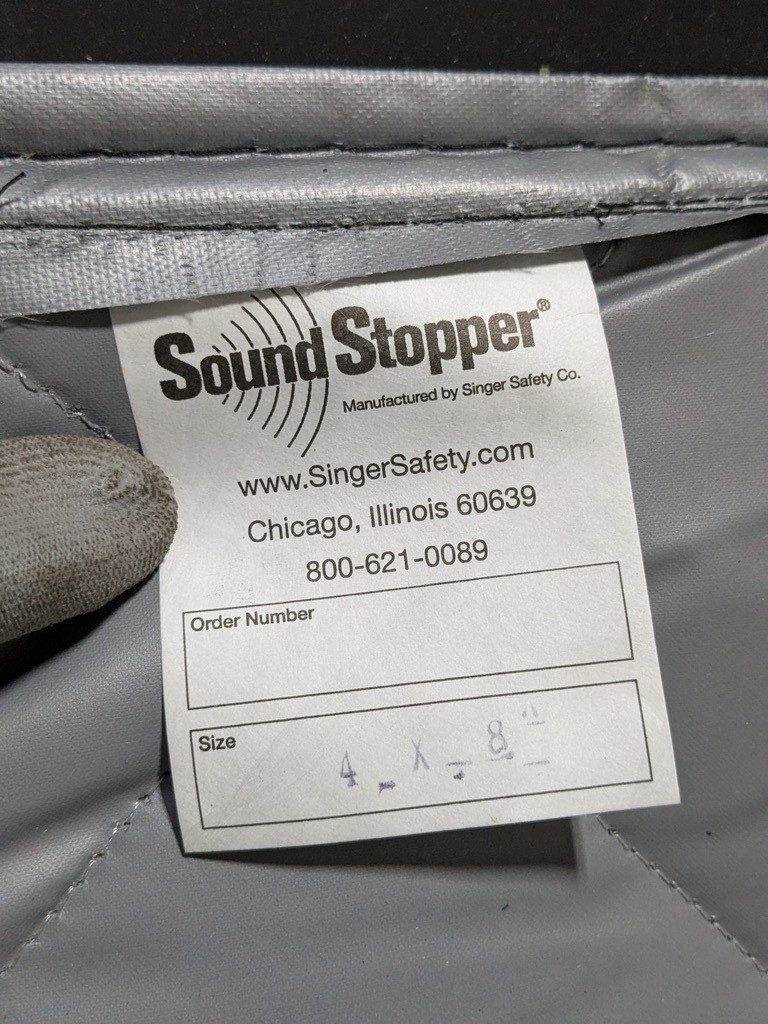 Sound Stopper®
Manufactured by Singer Safety Co.
www.SingerSafety.com
Chicago, Illinois 60639
800-621-0089
Order Number
Size
4 - X - 8